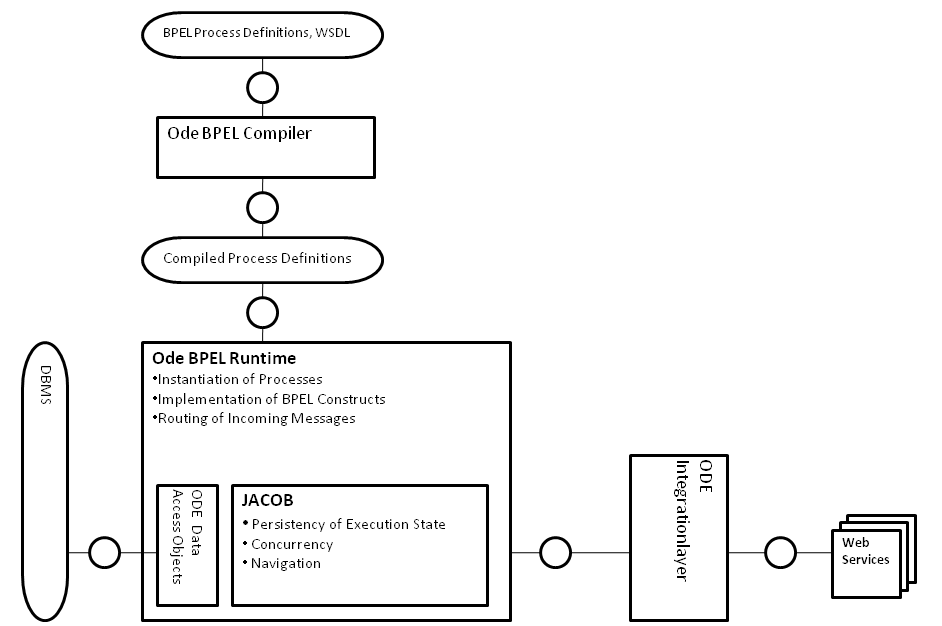 BPEL Process Definitions, WSDL
Ode BPEL Compiler
Compiled Process Definitions
DBMS
Ode BPEL Runtime
•Instantiation of Processes
•Implementation of BPEL Constructs
•Routing of Incoming Messages
ODE Data
Access Objects
JACOB
• Persistency of Execution State
• Concurrency
• Navigation
ODE
Integrationlayer
Web
Services